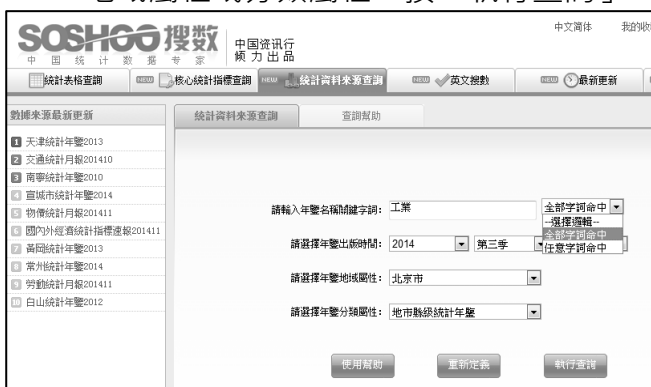 中文简体
我的收
SOSHOO 搜数
中国统计数据专家
中国资讯行
倾力出品
統計表格查詢
NEW 核心統計指標查詢
NEW 統計資料來源查詢
NEW 英文搜數
NEW 最新更新
數據來源最新更新
統計資料來源查詢
查詢幫助
1 天津統計年鑒2013
2 交通統計月報201410
3 南寧統計年鑒2010
4 宣城市統計年鑒2014
5 物價統計月報201411
6 國內外經濟統計指標速報201411
7 黃岡統計年鑒2013
8 常州統計年鑒2014
9 勞動統計月報201411
10 白山統計年鑒2012
請輸入年鑒名稱關鍵字詞: 工業 全部字詞命中
--選擇邏輯--
全部字詞命中
任意字詞命中
請選擇年鑒出版時間: 2014 第三季
請選擇年鑒地域屬性: 北京市
請選擇年鑒分類屬性: 地市縣級統計年鑒
使用幫助
重新定義
執行查詢